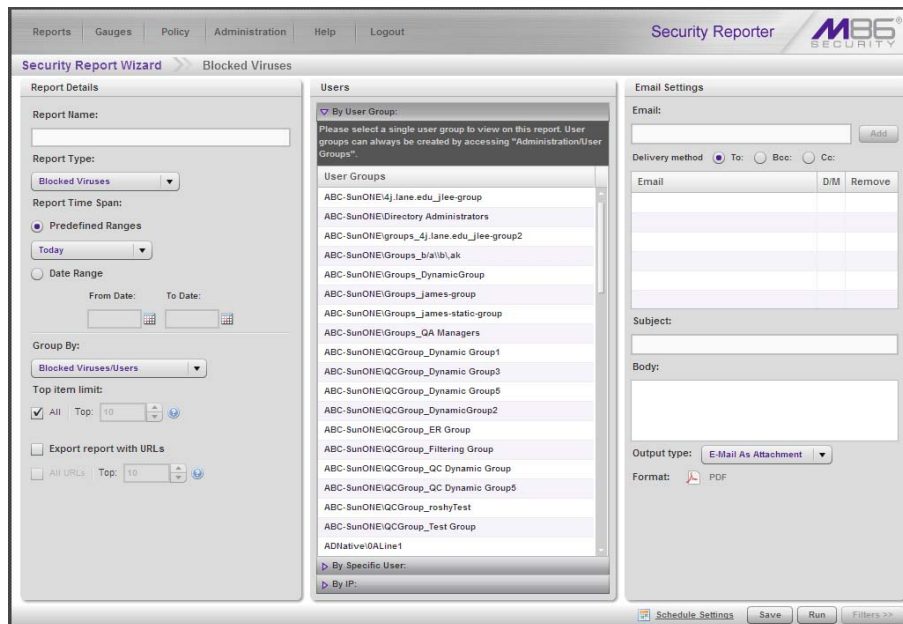 Reports Gauges Policy Administration Help Logout
Security Reporter
M86®
SECURITY
Security Report Wizard Blocked Viruses
Report Details
Report Name:
Report Type:
Blocked Viruses
Report Time Span:
Predefined Ranges
Today
Date Range
From Date: To Date:
Group By:
Blocked Viruses/Users
Top item limit:
All Top: 10
Export report with URLs
All URLs Top: 10
Users
By User Group:
Please select a single user group to view on this report. User
groups can always be created by accessing "Administration/User
Groups".
User Groups
ABC-SunONE\4j.lane.edu_jlee-group
ABC-SunONE\Directory Administrators
ABC-SunONE\groups_4j.lane.edu_jlee-group2
ABC-SunONE\Groups_b/a\\b\,ak
ABC-SunONE\Groups_DynamicGroup
ABC-SunONE\Groups_james-group
ABC-SunONE\Groups_james-static-group
ABC-SunONE\Groups_QA Managers
ABC-SunONE\QCGroup_Dynamic Group1
ABC-SunONE\QCGroup_Dynamic Group3
ABC-SunONE\QCGroup_Dynamic Group5
ABC-SunONE\QCGroup_DynamicGroup2
ABC-SunONE\QCGroup_ER Group
ABC-SunONE\QCGroup_Filtering Group
ABC-SunONE\QCGroup_QC Dynamic Group
ABC-SunONE\QCGroup_QC Dynamic Group5
ABC-SunONE\QCGroup_roshyTest
ABC-SunONE\QCGroup_Test Group
ADNative\0ALine1
By Specific User:
By IP:
Email Settings
Email:
Add
Delivery method To: Bcc: Cc:
Email D/M Remove
Subject:
Body:
Output type: E-Mail As Attachment
Format: PDF
Schedule Settings Save Run Filters >>